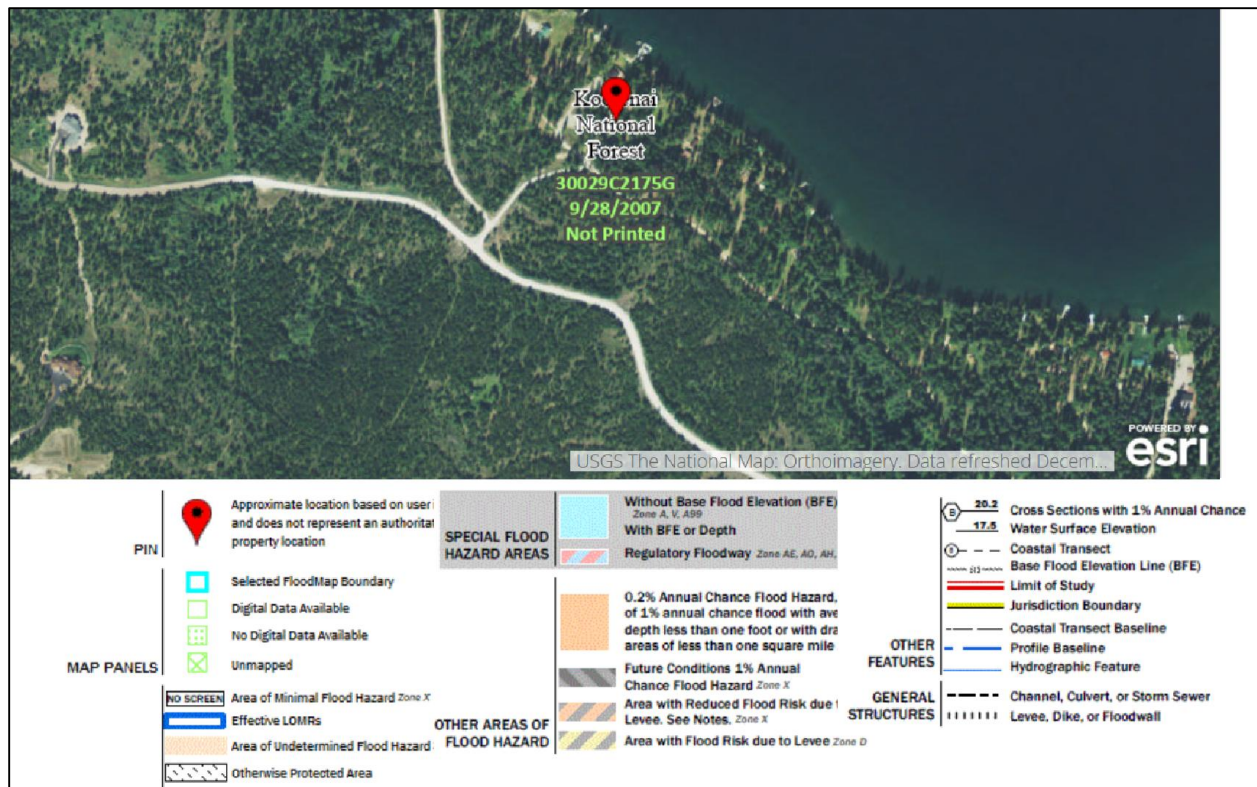 Kootenai
National
Forest
30029C2175G
9/28/2007
Not Printed
POWERED BY
esri
USGS The National Map: Orthoimagery. Data refreshed Decem...
PIN
Approximate location based on user
and does not represent an authoritat
property location
MAP PANELS
Selected FloodMap Boundary
Digital Data Available
No Digital Data Available
Unmapped
NO SCREEN Area of Minimal Flood Hazard Zone X
Effective LOMRs
Area of Undetermined Flood Hazard
Otherwise Protected Area
SPECIAL FLOOD
HAZARD AREAS
Without Base Flood Elevation (BFE)
Zone A, V, A99
With BFE or Depth
Regulatory Floodway Zone AE, AO, AH,
OTHER AREAS OF
FLOOD HAZARD
0.2% Annual Chance Flood Hazard,
of 1% annual chance flood with ave
depth less than one foot or with dra
areas of less than one square mile
Future Conditions 1% Annual
Chance Flood Hazard Zone X
Area with Reduced Flood Risk due t
Levee. See Notes. Zone X
Area with Flood Risk due to Levee Zone D
OTHER
FEATURES
B 20.2 Cross Sections with 1% Annual Chance
17.5 Water Surface Elevation
8 Coastal Transect
Base Flood Elevation Line (BFE)
Limit of Study
Jurisdiction Boundary
Coastal Transect Baseline
Profile Baseline
Hydrographic Feature
GENERAL
STRUCTURES
Channel, Culvert, or Storm Sewer
Levee, Dike, or Floodwall